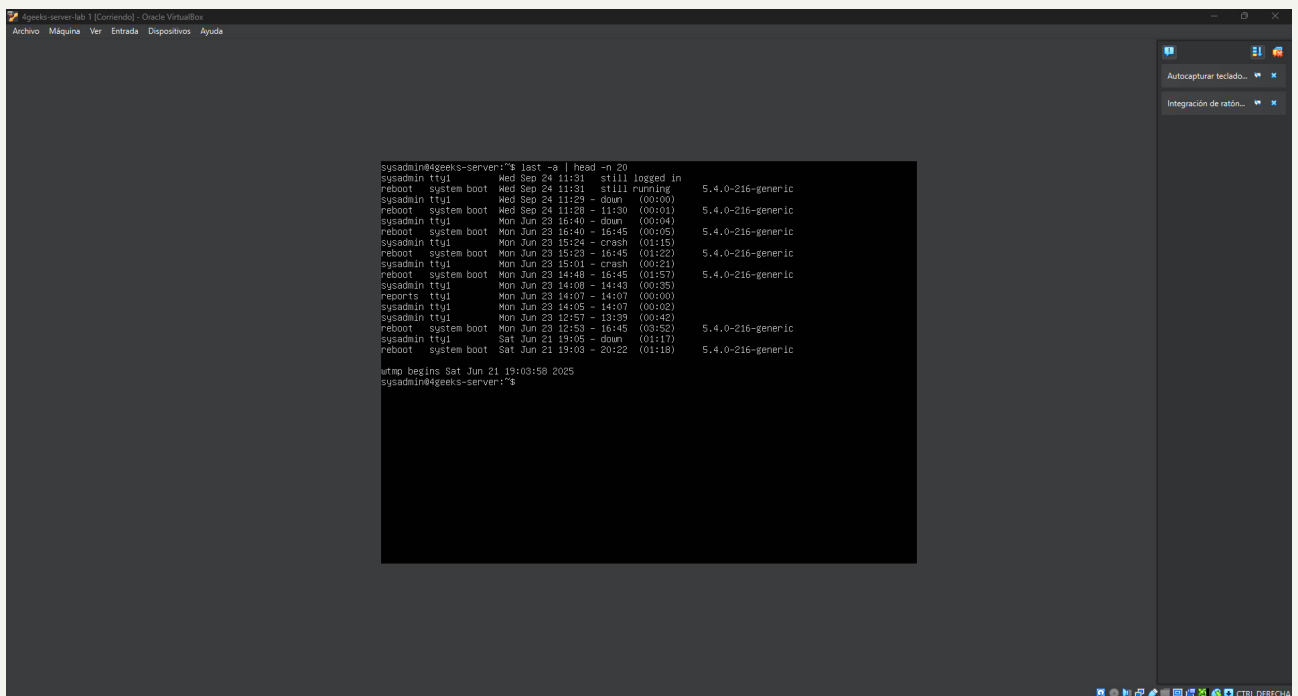 4geeks-server-lab 1 [Corriendo] - Oracle VirtualBox
Archivo Máquina Ver Entrada Dispositivos Ayuda
Autocapturar teclado...
Integración de ratón...
sysadmin@4geeks-server:~$ last -a | head -n 20
sysadmin tty1 Wed Sep 24 11:31 still logged in
reboot system boot Wed Sep 24 11:31 still running 5.4.0-216-generic
sysadmin tty1 Wed Sep 24 11:29 - down (00:00)
reboot system boot Wed Sep 24 11:28 - 11:30 (00:01) 5.4.0-216-generic
sysadmin tty1 Mon Jun 23 16:40 - down (00:04)
reboot system boot Mon Jun 23 16:40 - 16:45 (00:05) 5.4.0-216-generic
sysadmin tty1 Mon Jun 23 15:24 - crash (01:15)
reboot system boot Mon Jun 23 15:23 - 16:45 (01:22) 5.4.0-216-generic
sysadmin tty1 Mon Jun 23 15:01 - crash (00:21)
reboot system boot Mon Jun 23 14:48 - 16:45 (01:57) 5.4.0-216-generic
sysadmin tty1 Mon Jun 23 14:08 - 14:43 (00:35)
reports tty1 Mon Jun 23 14:07 - 14:07 (00:00)
sysadmin tty1 Mon Jun 23 14:05 - 14:07 (00:02)
sysadmin tty1 Mon Jun 23 12:57 - 13:39 (00:42)
reboot system boot Mon Jun 23 12:53 - 16:45 (03:52) 5.4.0-216-generic
sysadmin tty1 Sat Jun 21 19:05 - down (01:17)
reboot system boot Sat Jun 21 19:03 - 20:22 (01:18) 5.4.0-216-generic
wtmp begins Sat Jun 21 19:03:58 2025
sysadmin@4geeks-server:~$
CTRL DERECHA